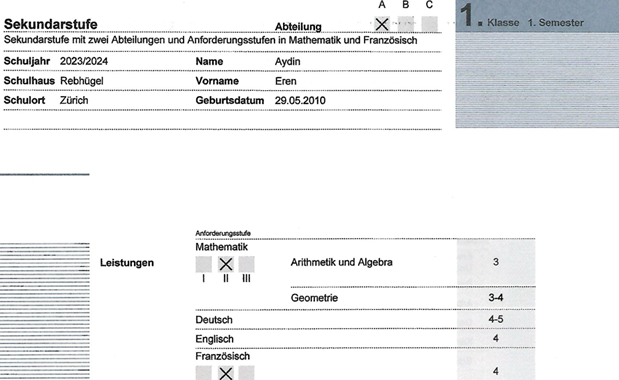 A B C
1. Klasse 1. Semester
Sekundarstufe Abteilung
Sekundarstufe mit zwei Abteilungen und Anforderungsstufen in Mathematik und Französisch
Schuljahr 2023/2024 Name Aydin
Schulhaus Rebhügel Vorname Eren
Schulort Zürich Geburtsdatum 29.05.2010
Anforderungsstufe
Mathematik
Leistungen Arithmetik und Algebra 3
I II III
Geometrie 3-4
Deutsch 4-5
Englisch 4
Französisch
4